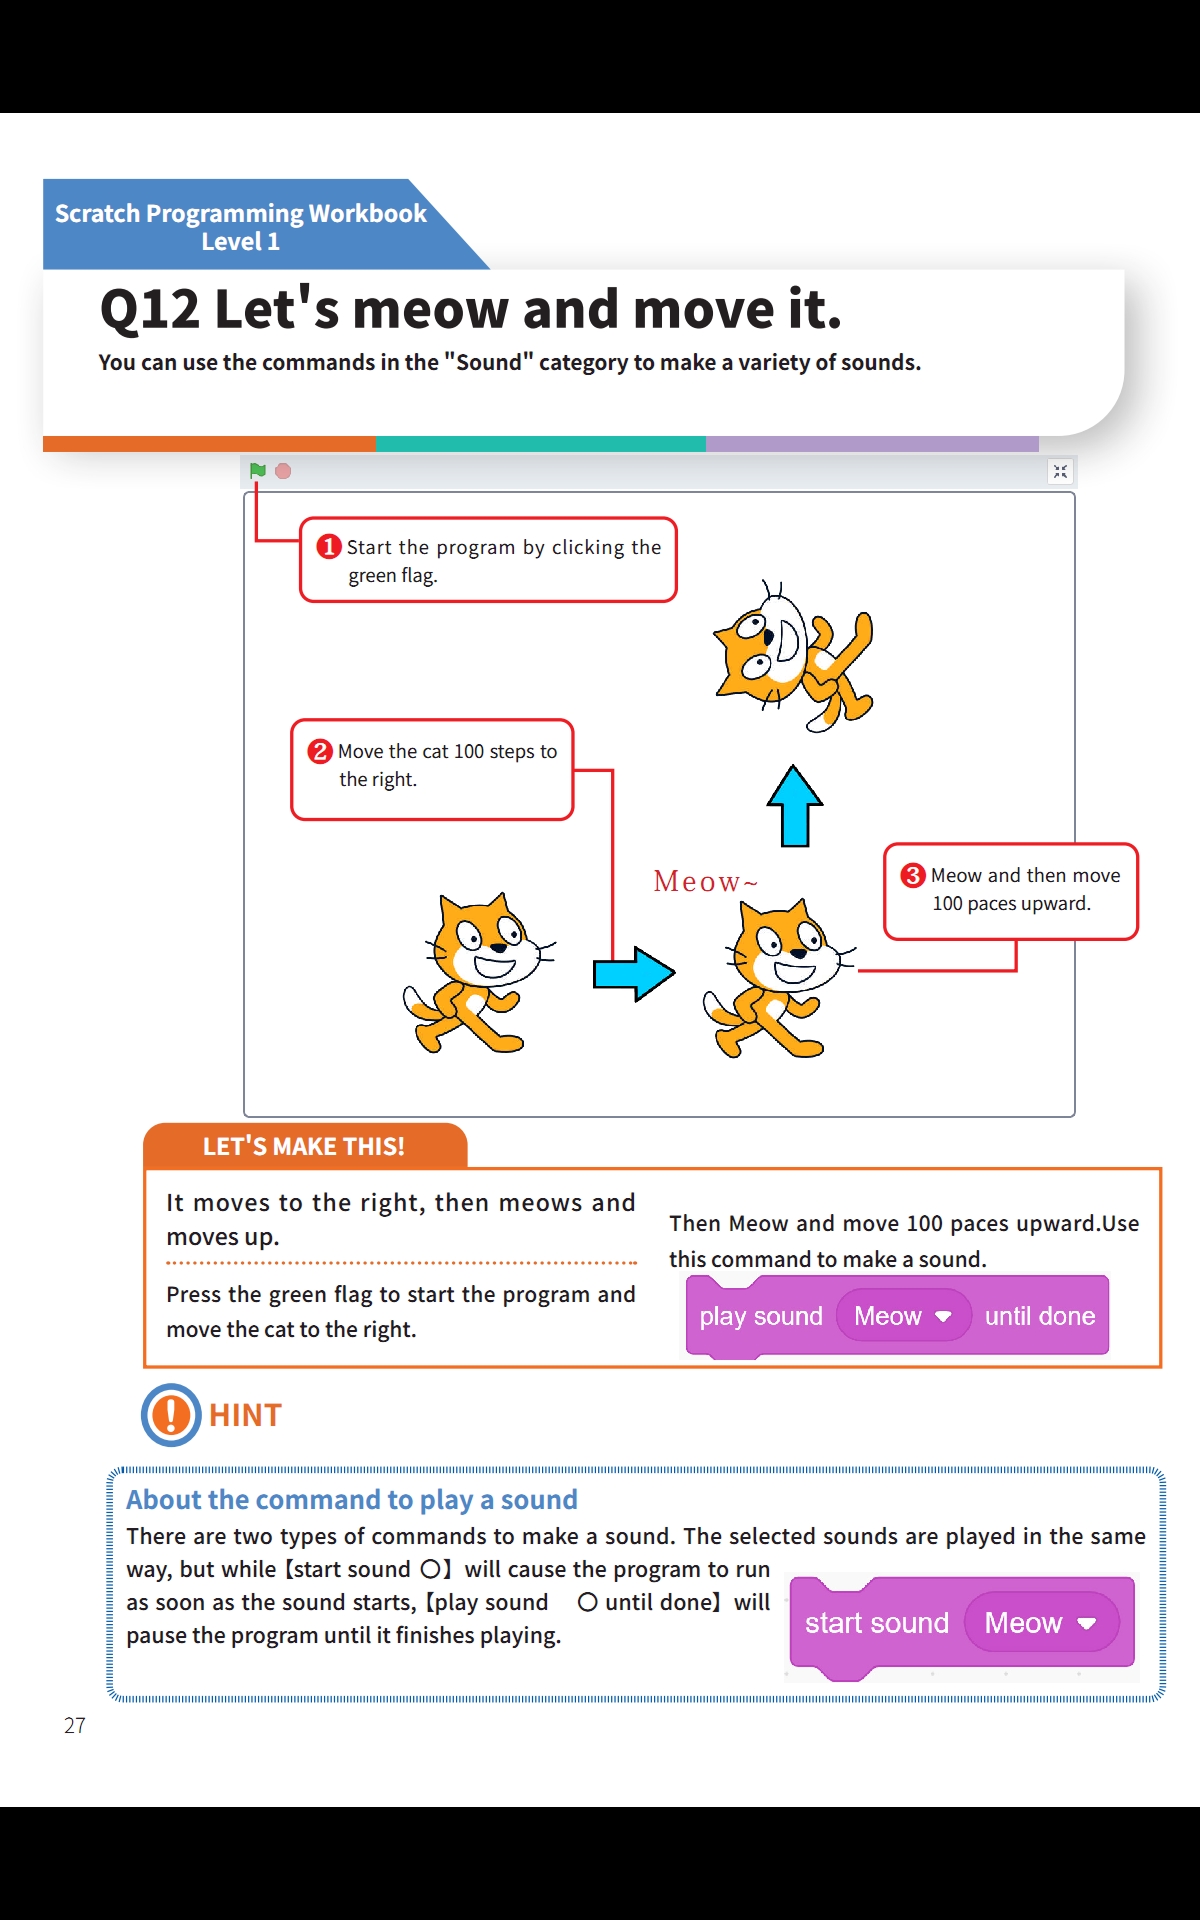 Scratch Programming Workbook
Level 1
Q12 Let's meow and move it.
You can use the commands in the "Sound" category to make a variety of sounds.
❶ Start the program by clicking the
green flag.
❷ Move the cat 100 steps to
the right.
Meow~
❸ Meow and then move
100 paces upward.
LET'S MAKE THIS!
It moves to the right, then meows and
moves up.
Press the green flag to start the program and
move the cat to the right.
Then Meow and move 100 paces upward.Use
this command to make a sound.
play sound Meow until done
! HINT
About the command to play a sound
There are two types of commands to make a sound. The selected sounds are played in the same
way, but while【start sound 〇】will cause the program to run
as soon as the sound starts,【play sound 〇 until done】will
pause the program until it finishes playing.
start sound Meow
27